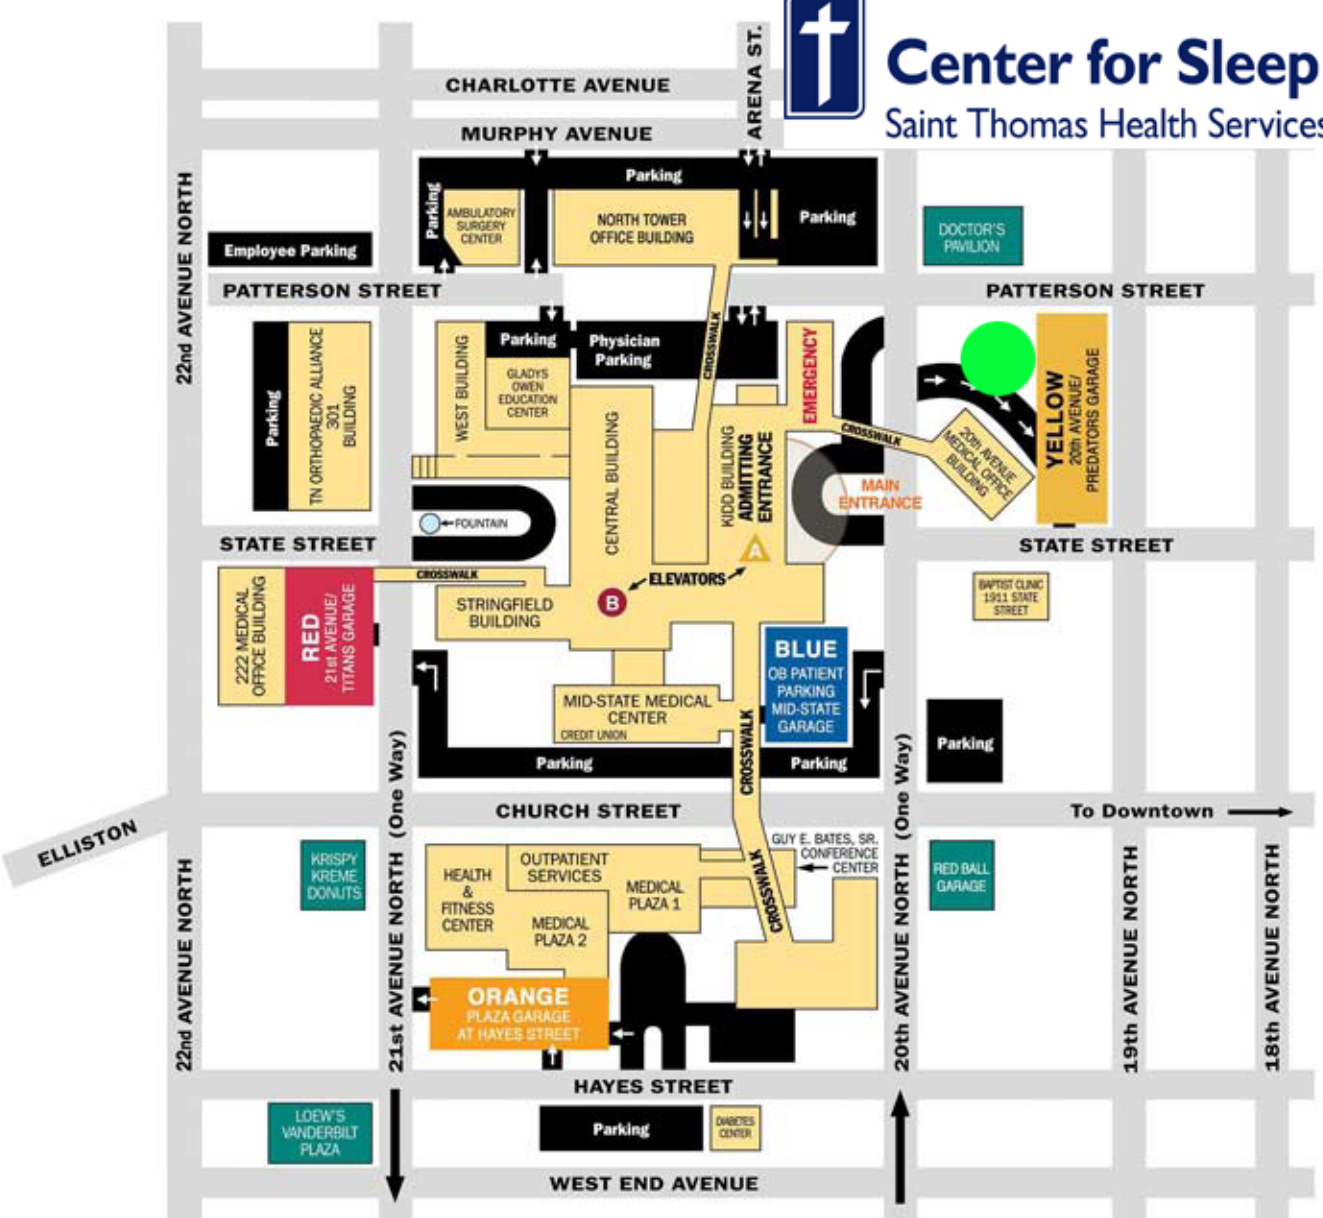 Center for Sleep
Saint Thomas Health Services
CHARLOTTE AVENUE
ARENA ST.
MURPHY AVENUE
22nd AVENUE NORTH
Parking
Parking
AMBULATORY
SURGERY
CENTER
NORTH TOWER
OFFICE BUILDING
Parking
DOCTOR'S
PAVILION
Employee Parking
PATTERSON STREET
PATTERSON STREET
Parking
TN ORTHOPAEDIC ALLIANCE
301
BUILDING
WEST BUILDING
Parking
GLADYS
OWEN
EDUCATION
CENTER
Physician
Parking
CROSSWALK
EMERGENCY
CROSSWALK
20th AVENUE
MEDICAL OFFICE
BUILDING
YELLOW
20th AVENUE/
PREDATORS GARAGE
CENTRAL BUILDING
KIDD BUILDING
ADMITTING
ENTRANCE
A
MAIN
ENTRANCE
FOUNTAIN
STATE STREET
STATE STREET
CROSSWALK
ELEVATORS
B
STRINGFIELD
BUILDING
222 MEDICAL
OFFICE BUILDING
RED
21st AVENUE/
TITANS GARAGE
BAPTIST CLINIC
1911 STATE
STREET
BLUE
OB PATIENT
PARKING
MID-STATE
GARAGE
MID-STATE MEDICAL
CENTER
CREDIT UNION
CROSSWALK
Parking
Parking
Parking
CHURCH STREET
To Downtown
ELLISTON
22nd AVENUE NORTH
KRISPY
KREME
DONUTS
21st AVENUE NORTH (One Way)
HEALTH
&
FITNESS
CENTER
OUTPATIENT
SERVICES
MEDICAL
PLAZA 1
MEDICAL
PLAZA 2
GUY E. BATES, SR.
CONFERENCE
CENTER
CROSSWALK
20th AVENUE NORTH (One Way)
RED BALL
GARAGE
19th AVENUE NORTH
18th AVENUE NORTH
ORANGE
PLAZA GARAGE
AT HAYES STREET
HAYES STREET
LOEW'S
VANDERBILT
PLAZA
Parking
DIABETES
CENTER
WEST END AVENUE